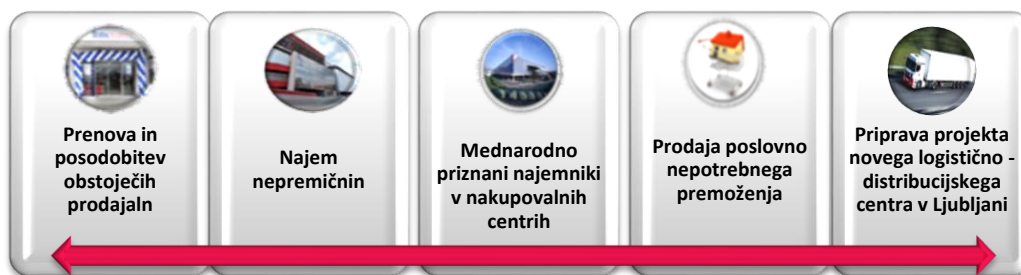 Prenova in
posodobitev
obstoječih
prodajaln
Najem
nepremičnin
Mednarodno
priznani najemniki
v nakupovalnih
centrih
Prodaja poslovno
nepotrebnega
premoženja
Priprava projekta
novega logistično -
distribucijskega
centra v Ljubljani